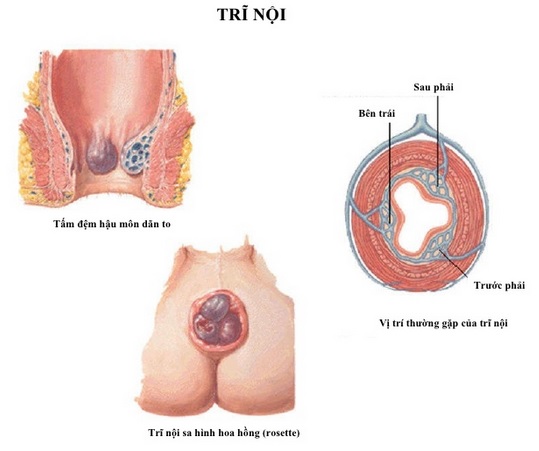 TRĨ NỘI
Sau phải
Bên trái
Tấm đệm hậu môn dãn to
Trước phải
Vị trí thường gặp của trĩ nội
Trĩ nội sa hình hoa hồng (rosette)